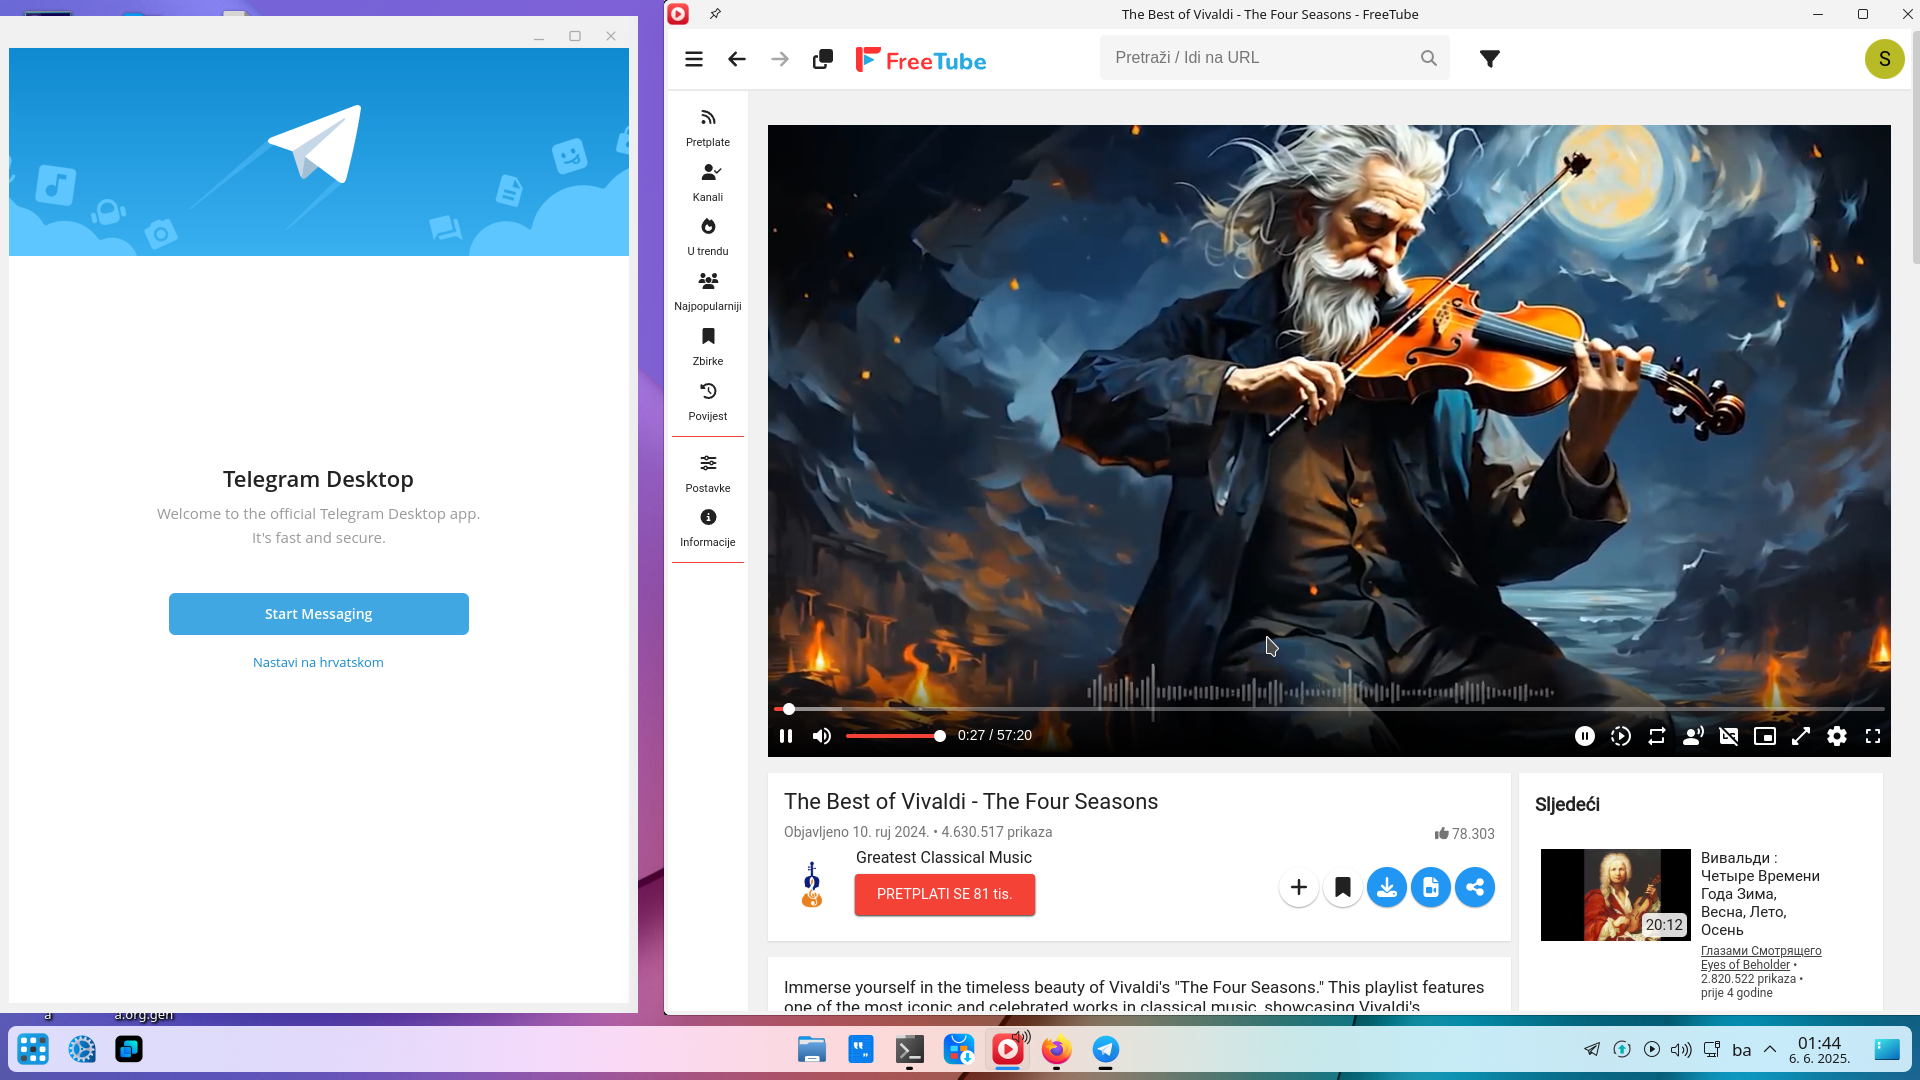 Telegram Desktop
Welcome to the official Telegram Desktop app.
It's fast and secure.
Start Messaging
Nastavi na hrvatskom
The Best of Vivaldi - The Four Seasons - FreeTube
FreeTube
Pretraži / Idi na URL
S
Pretplate
Kanali
U trendu
Najpopularniji
Zbirke
Povijest
Postavke
Informacije
0:27 / 57:20
The Best of Vivaldi - The Four Seasons
Objavljeno 10. ruj 2024. • 4.630.517 prikaza
78.303
Greatest Classical Music
PRETPLATI SE 81 tis.
Immerse yourself in the timeless beauty of Vivaldi's "The Four Seasons." This playlist features
one of the most iconic and celebrated works in classical music, showcasing Vivaldi's
Sljedeći
20:12
Вивальди :
Четыре Времени
Года Зима,
Весна, Лето,
Осень
Глазами Смотрящего
Eyes of Beholder •
2.820.522 prikaza •
prije 4 godine
a
a.org.gen
ba
01:44
6. 6. 2025.